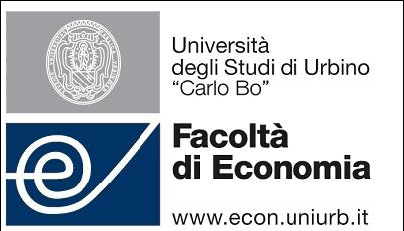 Università
degli Studi di Urbino
“Carlo Bo”
Facoltà
di Economia
www.econ.uniurb.it